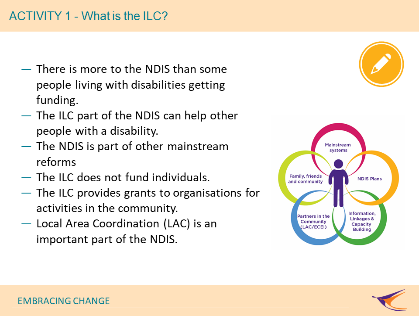 ACTIVITY 1 - What is the ILC?
— There is more to the NDIS than some
people living with disabilities getting
funding.
— The ILC part of the NDIS can help other
people with a disability.
— The NDIS is part of other mainstream
reforms
— The ILC does not fund individuals.
— The ILC provides grants to organisations for
activities in the community.
— Local Area Coordination (LAC) is an
important part of the NDIS.
Mainstream
systems
Family, friends
and community
NDIS Plans
Partners in the
Community
(LAC/ECEI)
Information,
Linkages &
Capacity
Building
EMBRACING CHANGE